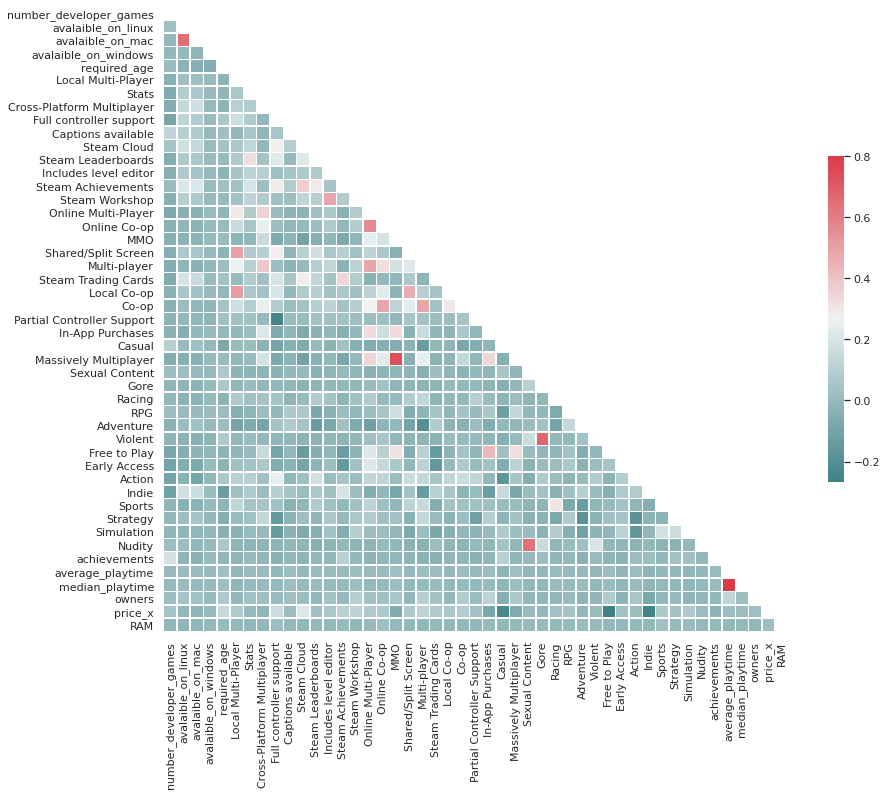 number_developer_games
avalaible_on_linux
avalaible_on_mac
avalaible_on_windows
required_age
Local Multi-Player
Stats
Cross-Platform Multiplayer
Full controller support
Captions available
Steam Cloud
Steam Leaderboards
Includes level editor
Steam Achievements
Steam Workshop
Online Multi-Player
Online Co-op
MMO
Shared/Split Screen
Multi-player
Steam Trading Cards
Local Co-op
Co-op
Partial Controller Support
In-App Purchases
Casual
Massively Multiplayer
Sexual Content
Gore
Racing
RPG
Adventure
Violent
Free to Play
Early Access
Action
Indie
Sports
Strategy
Simulation
Nudity
achievements
average_playtime
median_playtime
owners
price_x
RAM
number_developer_games
avalaible_on_linux
avalaible_on_mac
avalaible_on_windows
required_age
Local Multi-Player
Stats
Cross-Platform Multiplayer
Full controller support
Captions available
Steam Cloud
Steam Leaderboards
Includes level editor
Steam Achievements
Steam Workshop
Online Multi-Player
Online Co-op
MMO
Shared/Split Screen
Multi-player
Steam Trading Cards
Local Co-op
Co-op
Partial Controller Support
In-App Purchases
Casual
Massively Multiplayer
Sexual Content
Gore
Racing
RPG
Adventure
Violent
Free to Play
Early Access
Action
Indie
Sports
Strategy
Simulation
Nudity
achievements
average_playtime
median_playtime
owners
price_x
RAM
0.8
0.6
0.4
0.2
0.0
−0.2